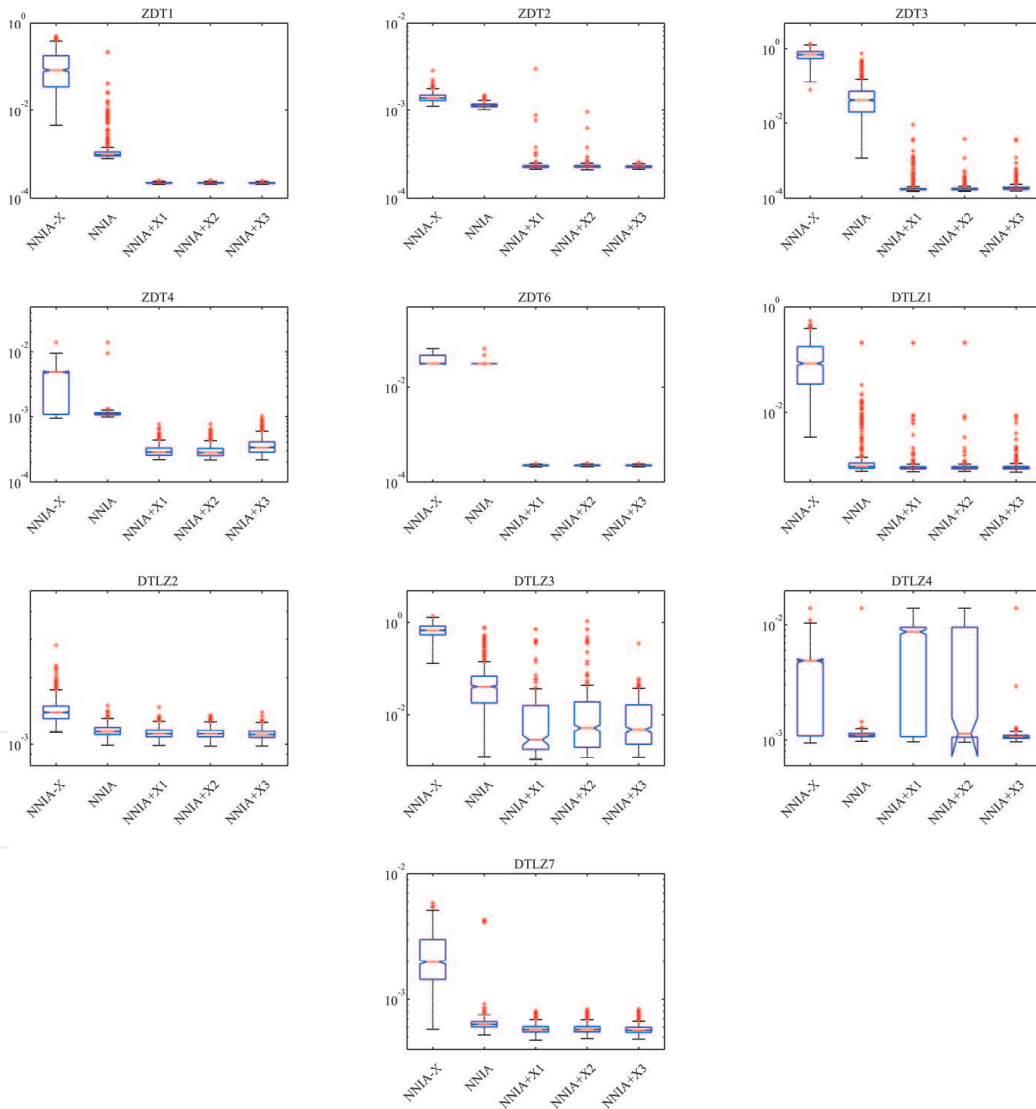 ZDT1
10^0
10^-2
10^-4
NNIA-X
NNIA
NNIA+X1
NNIA+X2
NNIA+X3
ZDT2
10^-2
10^-3
10^-4
NNIA-X
NNIA
NNIA+X1
NNIA+X2
NNIA+X3
ZDT3
10^0
10^-2
10^-4
NNIA-X
NNIA
NNIA+X1
NNIA+X2
NNIA+X3
ZDT4
10^-2
10^-3
10^-4
NNIA-X
NNIA
NNIA+X1
NNIA+X2
NNIA+X3
ZDT6
10^-2
10^-4
NNIA-X
NNIA
NNIA+X1
NNIA+X2
NNIA+X3
DTLZ1
10^0
10^-2
NNIA-X
NNIA
NNIA+X1
NNIA+X2
NNIA+X3
DTLZ2
10^-3
NNIA-X
NNIA
NNIA+X1
NNIA+X2
NNIA+X3
DTLZ3
10^0
10^-2
NNIA-X
NNIA
NNIA+X1
NNIA+X2
NNIA+X3
DTLZ4
10^-2
10^-3
NNIA-X
NNIA
NNIA+X1
NNIA+X2
NNIA+X3
DTLZ7
10^-2
10^-3
NNIA-X
NNIA
NNIA+X1
NNIA+X2
NNIA+X3